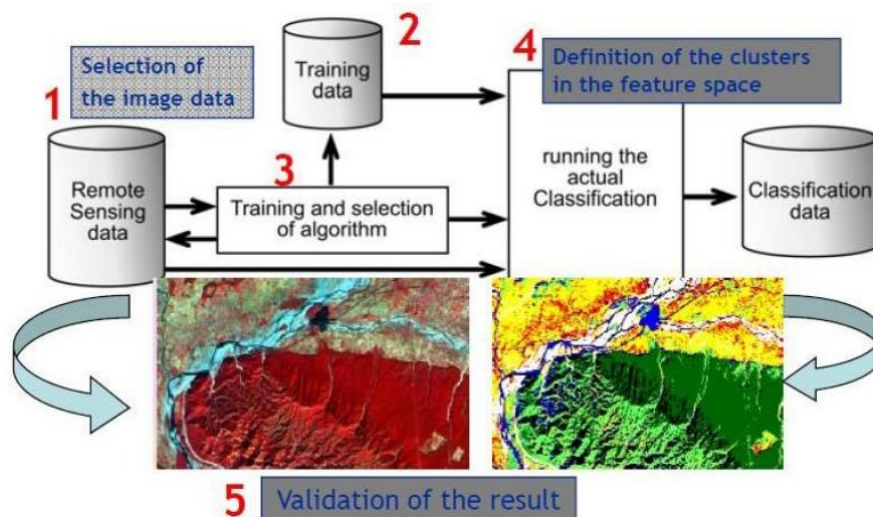 1
Selection of
the image data
2
Training
data
3
Training and selection
of algorithm
Remote
Sensing
data
4
Definition of the clusters
in the feature space
running the
actual
Classification
Classification
data
5
Validation of the result